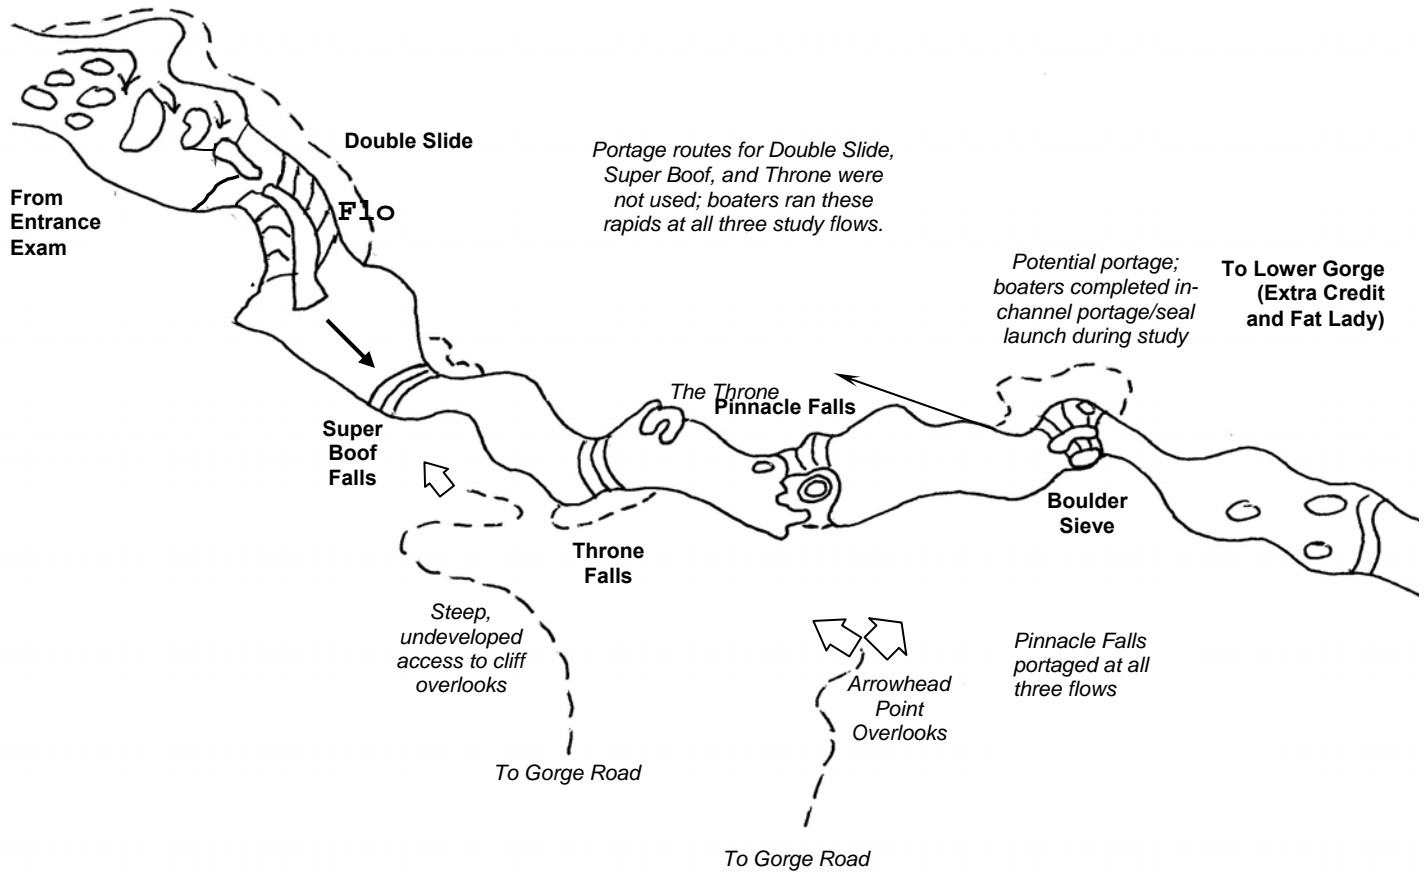 Double Slide
Portage routes for Double Slide,
Super Boof, and Throne were
not used; boaters ran these
rapids at all three study flows.
From
Entrance
Exam
Flo
Potential portage;
boaters completed in-
channel portage/seal
launch during study
To Lower Gorge
(Extra Credit
and Fat Lady)
The Throne
Pinnacle Falls
Super
Boof
Falls
Boulder
Sieve
Throne
Falls
Steep,
undeveloped
access to cliff
overlooks
Pinnacle Falls
portaged at all
three flows
Arrowhead
Point
Overlooks
To Gorge Road
To Gorge Road